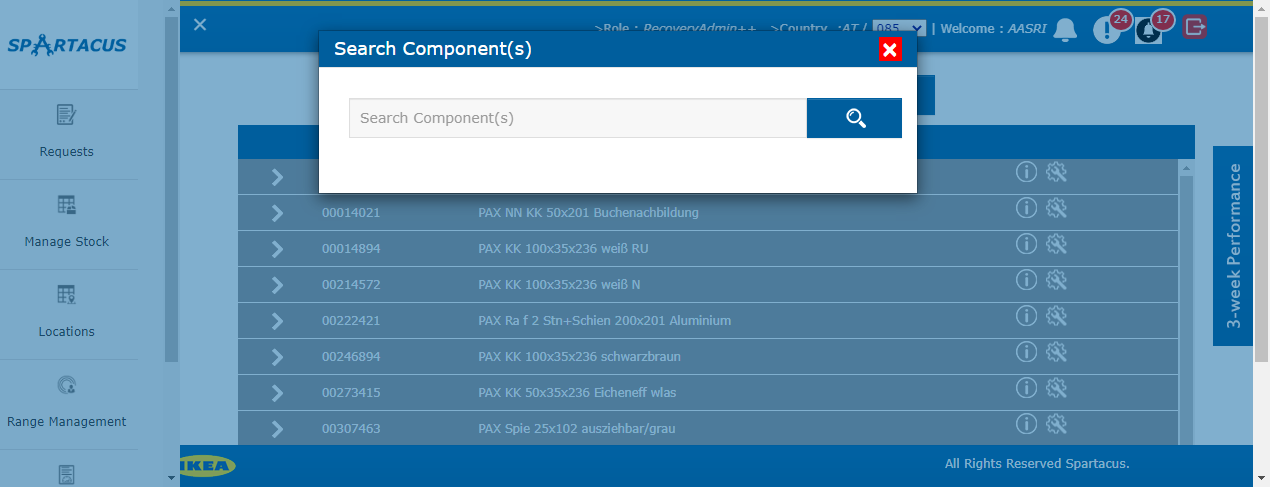 SPARTACUS
Requests
Manage Stock
Locations
Range Management
>Role : RecoveryAdmin++ >Country :AT / 085 | Welcome : AASRI
24
17
Search Component(s)
Search Component(s)
00014021 PAX NN KK 50x201 Buchenachbildung
00014894 PAX KK 100x35x236 weiß RU
00214572 PAX KK 100x35x236 weiß N
00222421 PAX Ra f 2 Stn+Schien 200x201 Aluminium
00246894 PAX KK 100x35x236 schwarzbraun
00273415 PAX KK 50x35x236 Eicheneff wlas
00307463 PAX Spie 25x102 ausziehbar/grau
3-week Performance
IKEA
All Rights Reserved Spartacus.